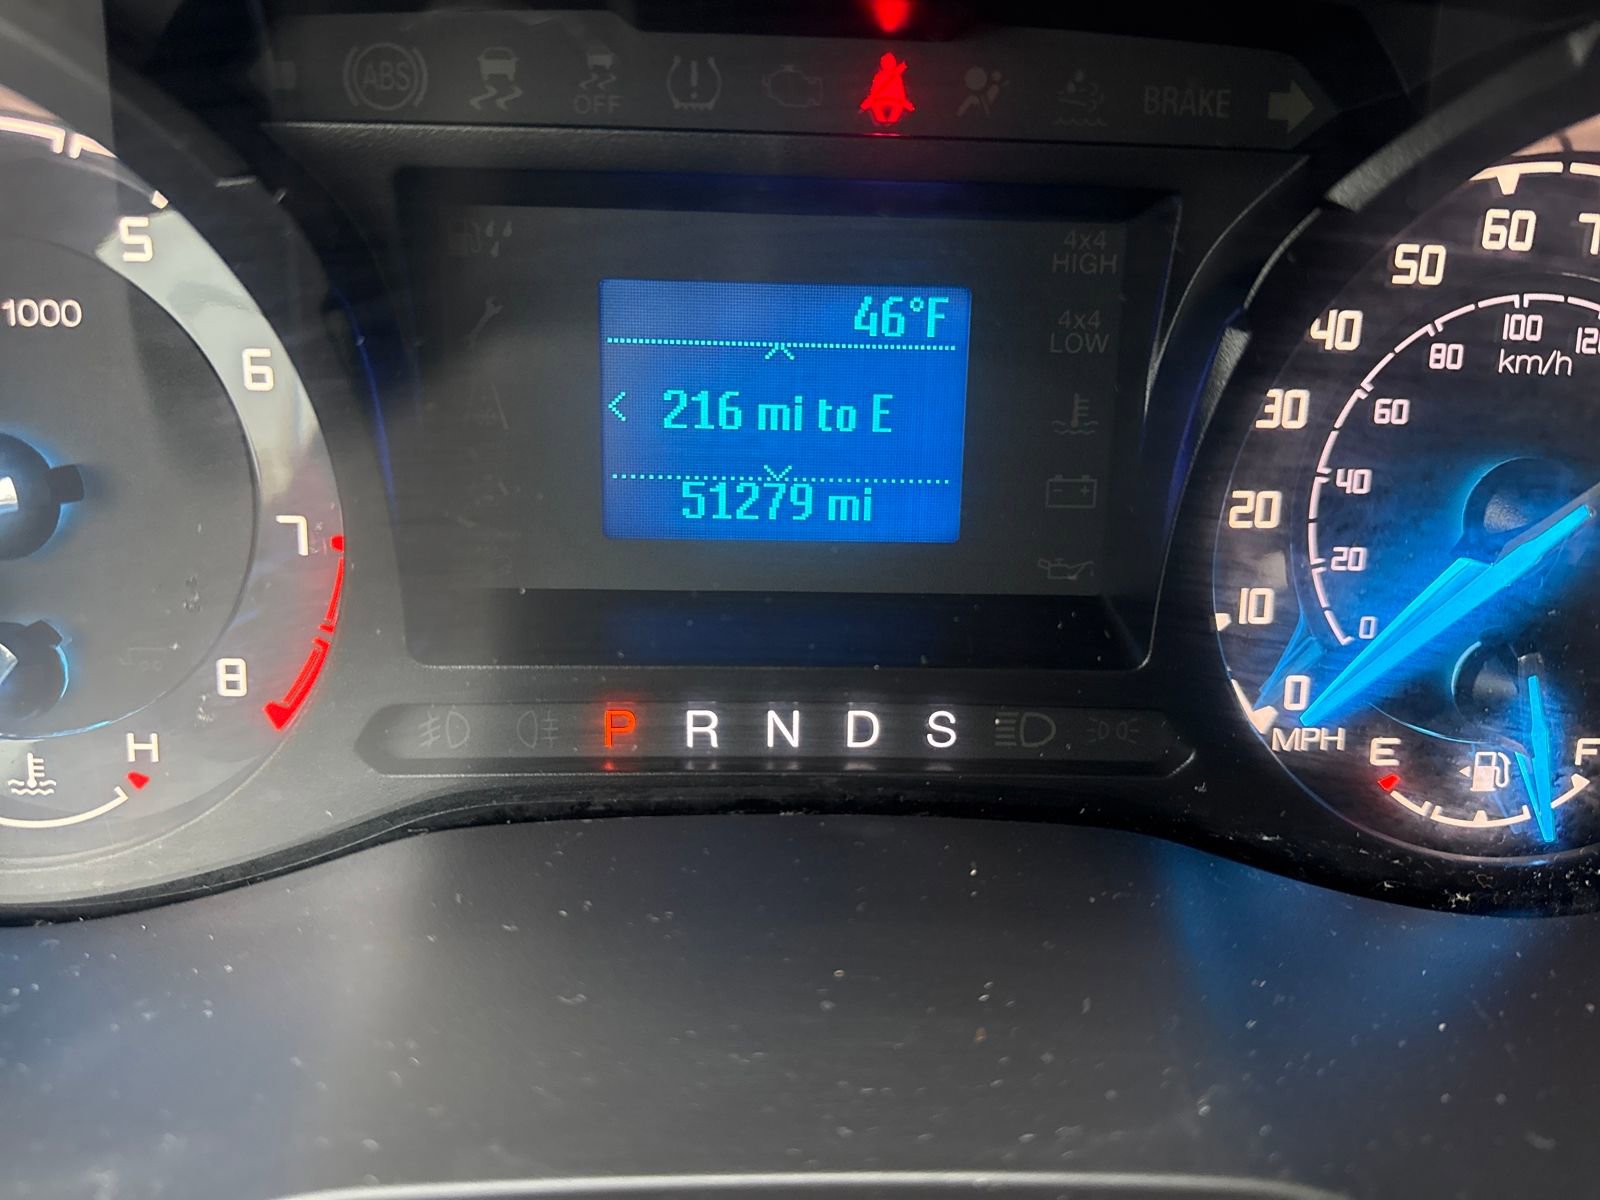 ABS
OFF
BRAKE
46°F
216 mi to E
51279 mi
4x4
HIGH
4x4
LOW
P R N D S
1000
5
6
7
8
H
0
10
20
30
40
50
60
0
20
40
60
80
100
km/h
MPH
E
F